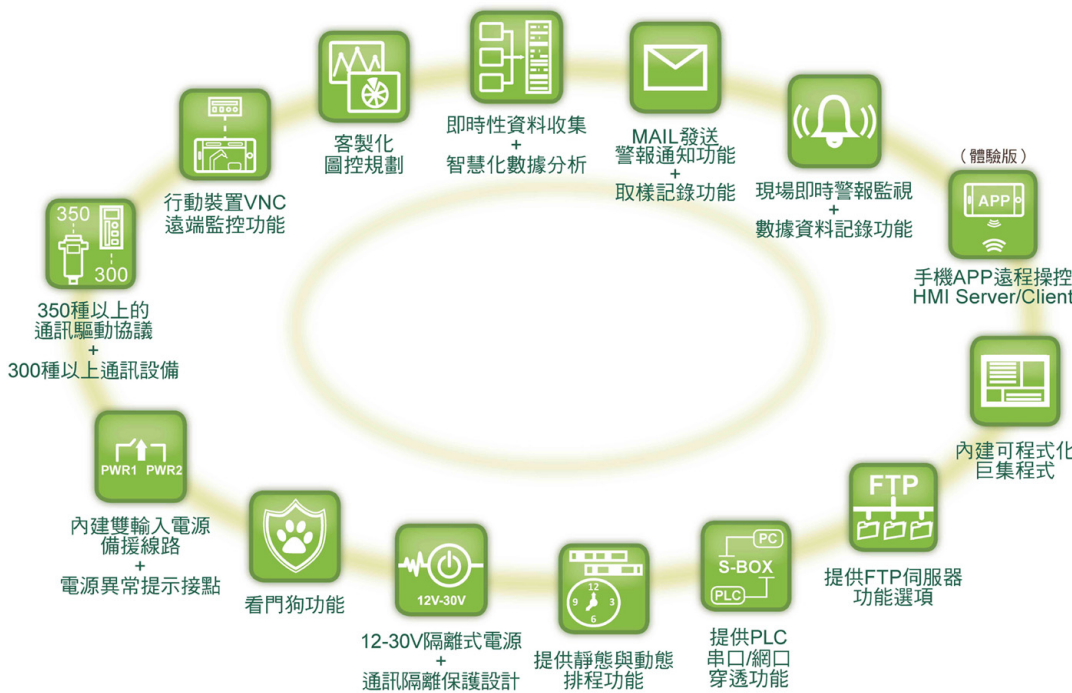 客製化
圖控規劃
即時性資料收集
+
智慧化數據分析
MAIL發送
警報通知功能
+
取樣記錄功能
現場即時警報監視
+
數據資料記錄功能
（體驗版）
APP
手機APP遠程操控
HMI Server/Client
內建可程式化
巨集程式
FTP
提供FTP伺服器
功能選項
PC
S-BOX
PLC
提供PLC
串口/網口
穿透功能
12
9
3
6
提供靜態與動態
排程功能
12V-30V
12-30V隔離式電源
+
通訊隔離保護設計
看門狗功能
PWR1 PWR2
內建雙輸入電源
備援線路
+
電源異常提示接點
350
300
350種以上的
通訊驅動協議
+
300種以上通訊設備
行動裝置VNC
遠端監控功能